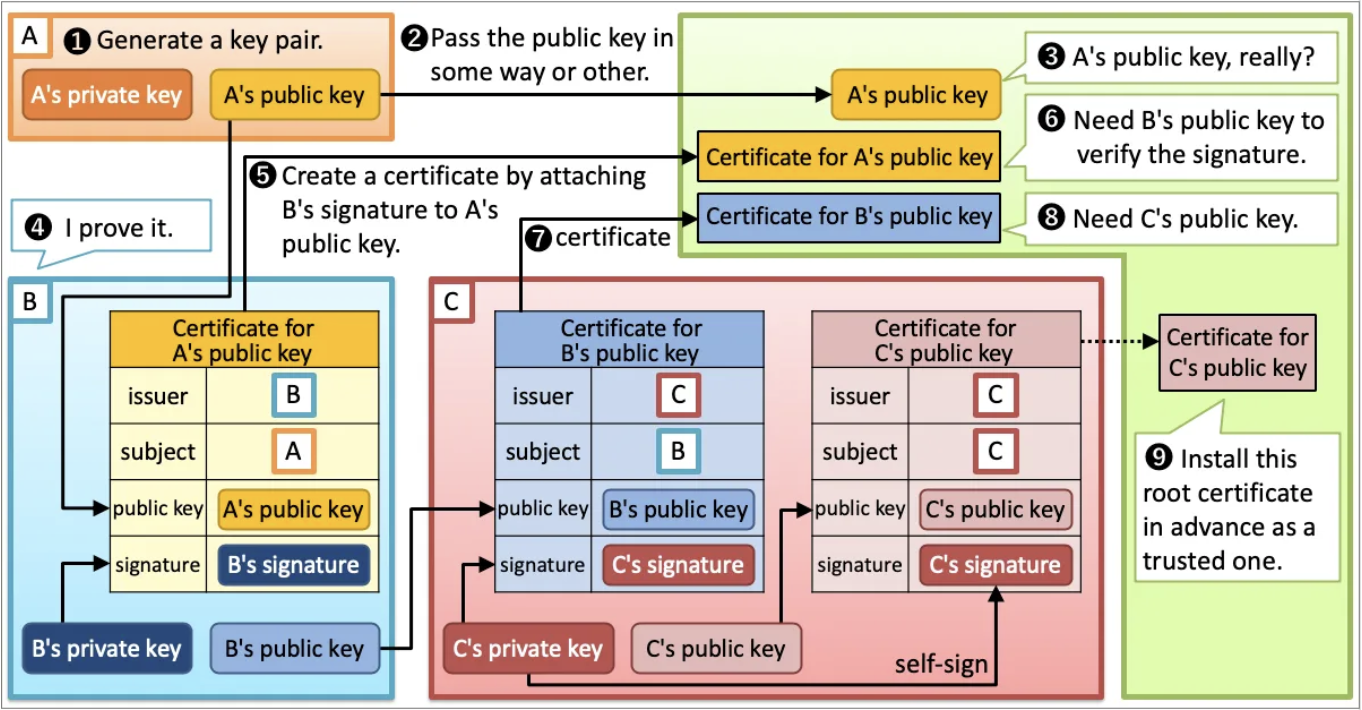 A
❶ Generate a key pair.
A's private key
A's public key
❷ Pass the public key in
some way or other.
A's public key
❸ A's public key, really?
Certificate for A's public key
❻ Need B's public key to
verify the signature.
Certificate for B's public key
❽ Need C's public key.
❺ Create a certificate by attaching
B's signature to A's
public key.
❼ certificate
❹ I prove it.
B
Certificate for
A's public key
issuer
B
subject
A
public key
A's public key
signature
B's signature
B's private key
B's public key
C
Certificate for
B's public key
issuer
C
subject
B
public key
B's public key
signature
C's signature
Certificate for
C's public key
issuer
C
subject
C
public key
C's public key
signature
C's signature
C's private key
C's public key
self-sign
Certificate for
C's public key
❾ Install this
root certificate
in advance as a
trusted one.